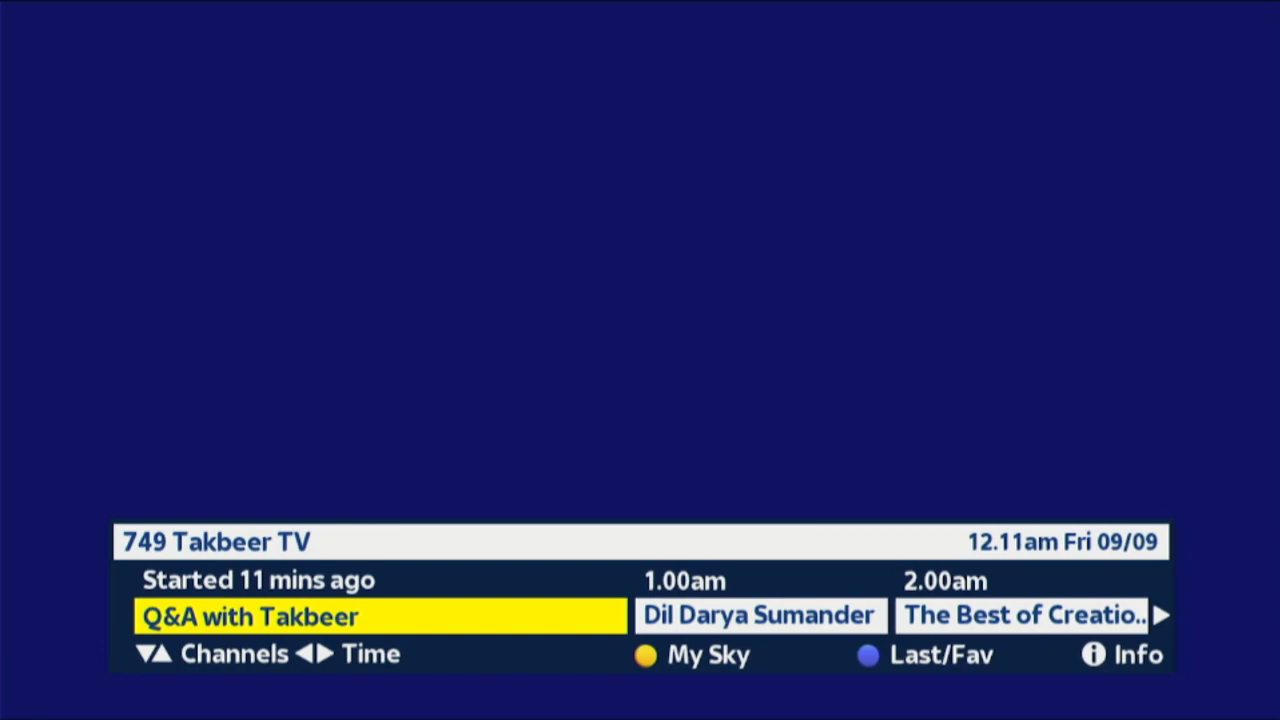 749 Takbeer TV 12.11am Fri 09/09
Started 11 mins ago 1.00am 2.00am
Q&A with Takbeer Dil Darya Sumander The Best of Creatio..
Channels Time My Sky Last/Fav i Info